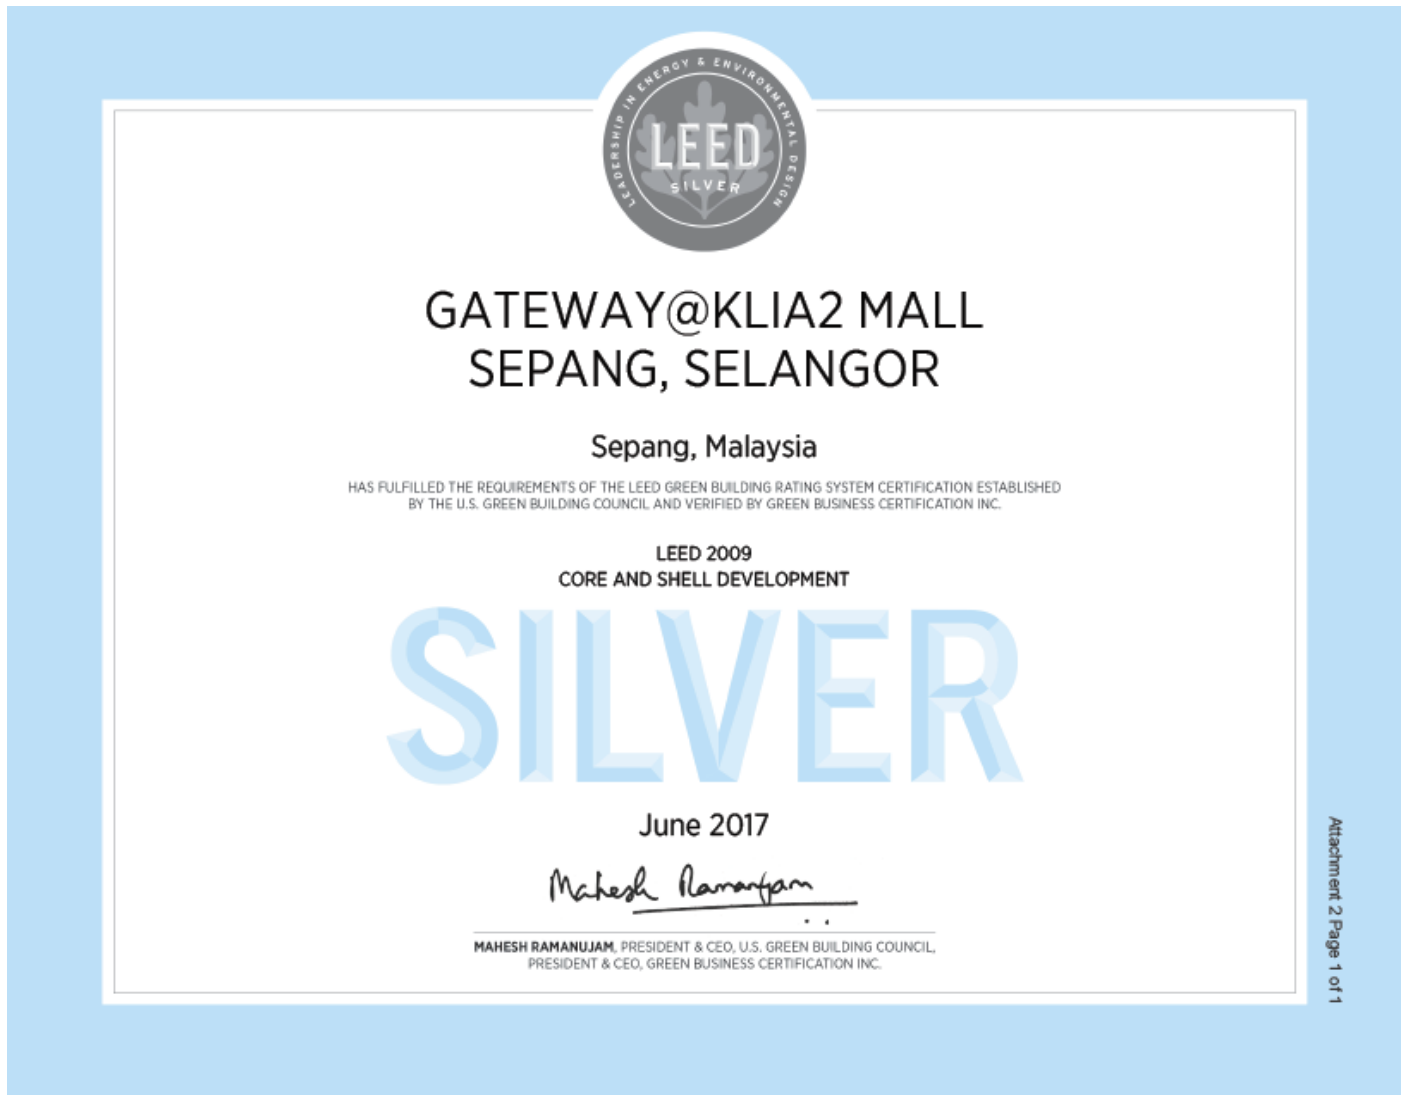 LEADERSHIP IN ENERGY & ENVIRONMENTAL DESIGN
LEED
SILVER
GATEWAY@KLIA2 MALL
SEPANG, SELANGOR
Sepang, Malaysia
HAS FULFILLED THE REQUIREMENTS OF THE LEED GREEN BUILDING RATING SYSTEM CERTIFICATION ESTABLISHED
BY THE U.S. GREEN BUILDING COUNCIL AND VERIFIED BY GREEN BUSINESS CERTIFICATION INC.
LEED 2009
CORE AND SHELL DEVELOPMENT
SILVER
June 2017
Mahesh Ramanujam
MAHESH RAMANUJAM, PRESIDENT & CEO, U.S. GREEN BUILDING COUNCIL,
PRESIDENT & CEO, GREEN BUSINESS CERTIFICATION INC.
Attachment 2 Page 1 of 1